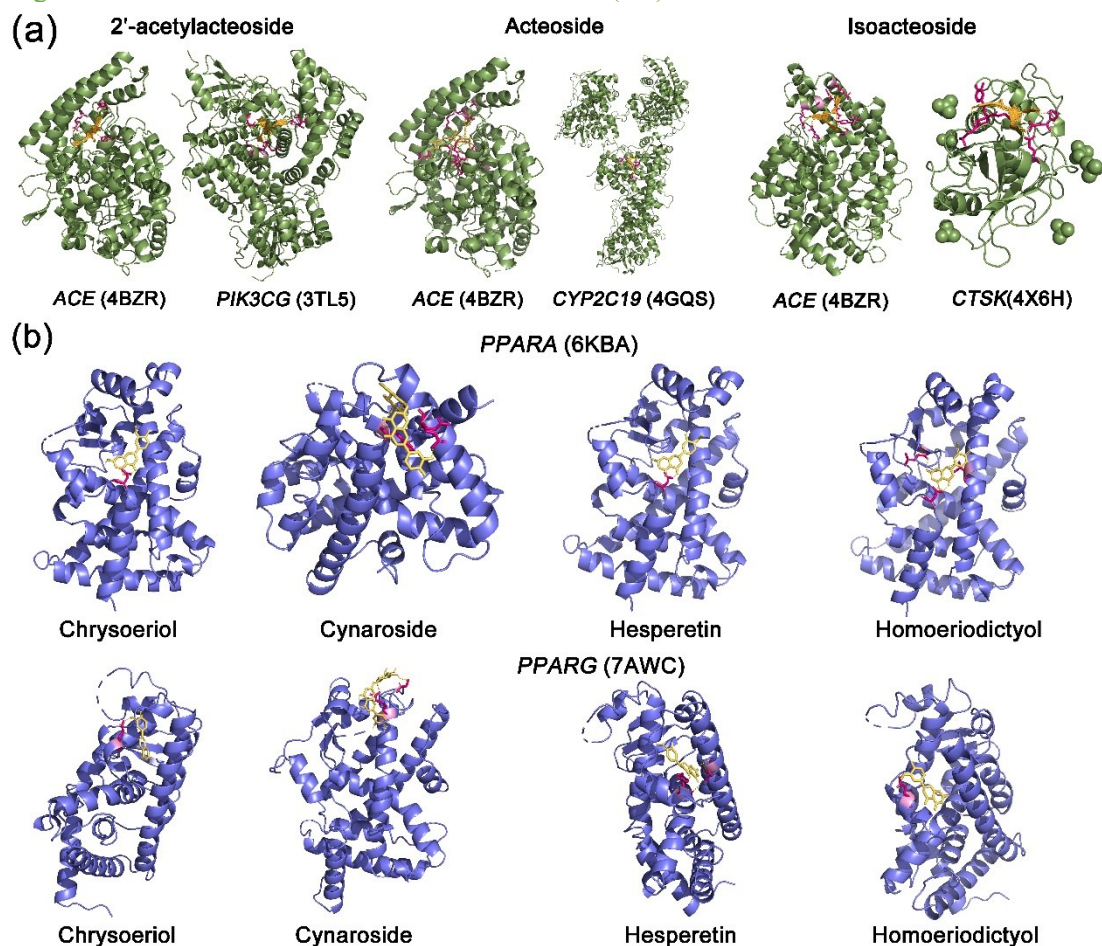 (a)
2'-acetylacteoside Acteoside Isoacteoside
ACE (4BZR) PIK3CG (3TL5) ACE (4BZR) CYP2C19 (4GQS) ACE (4BZR) CTSK(4X6H)
(b)
PPARA (6KBA)
Chrysoeriol Cynaroside Hesperetin Homoeriodictyol
PPARG (7AWC)
Chrysoeriol Cynaroside Hesperetin Homoeriodictyol